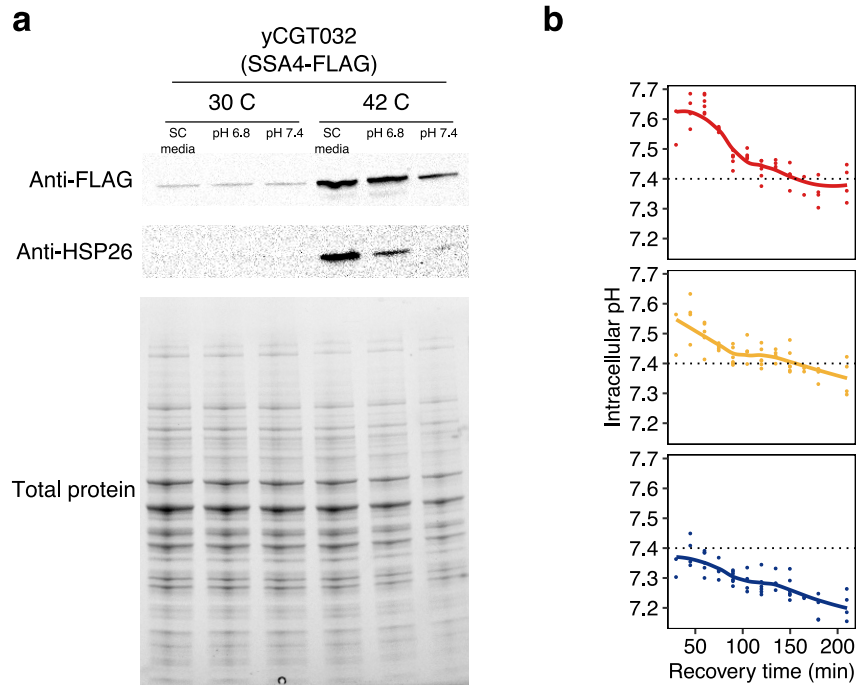 a
yCGT032
(SSA4-FLAG)
30 C
42 C
SC media
pH 6.8
pH 7.4
SC media
pH 6.8
pH 7.4
Anti-FLAG
Anti-HSP26
Total protein
b
Intracellular pH
7.7
7.6
7.5
7.4
7.3
7.2
7.7
7.6
7.5
7.4
7.3
7.2
7.7
7.6
7.5
7.4
7.3
7.2
50
100
150
200
Recovery time (min)